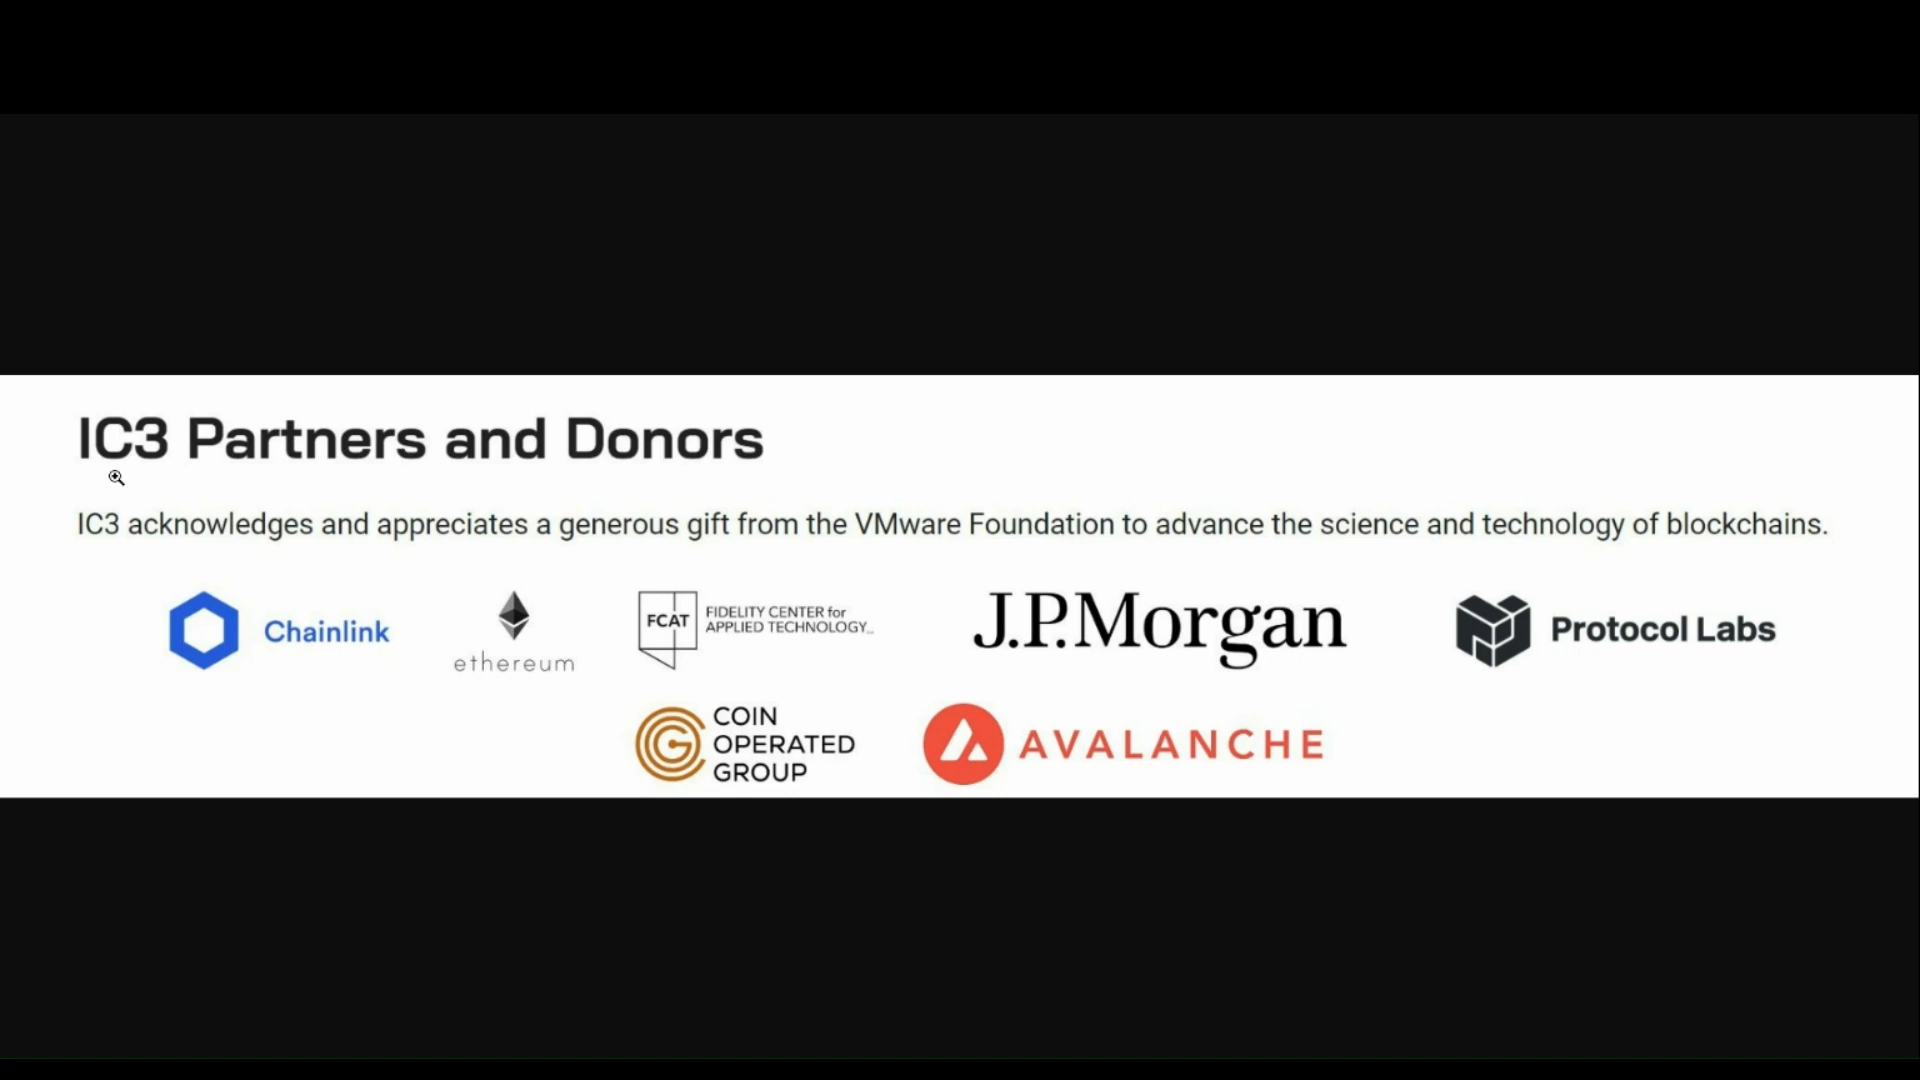 IC3 Partners and Donors
IC3 acknowledges and appreciates a generous gift from the VMware Foundation to advance the science and technology of blockchains.
Chainlink
ethereum
FCAT
FIDELITY CENTER for
APPLIED TECHNOLOGY
J.P.Morgan
Protocol Labs
COIN
OPERATED
GROUP
AVALANCHE